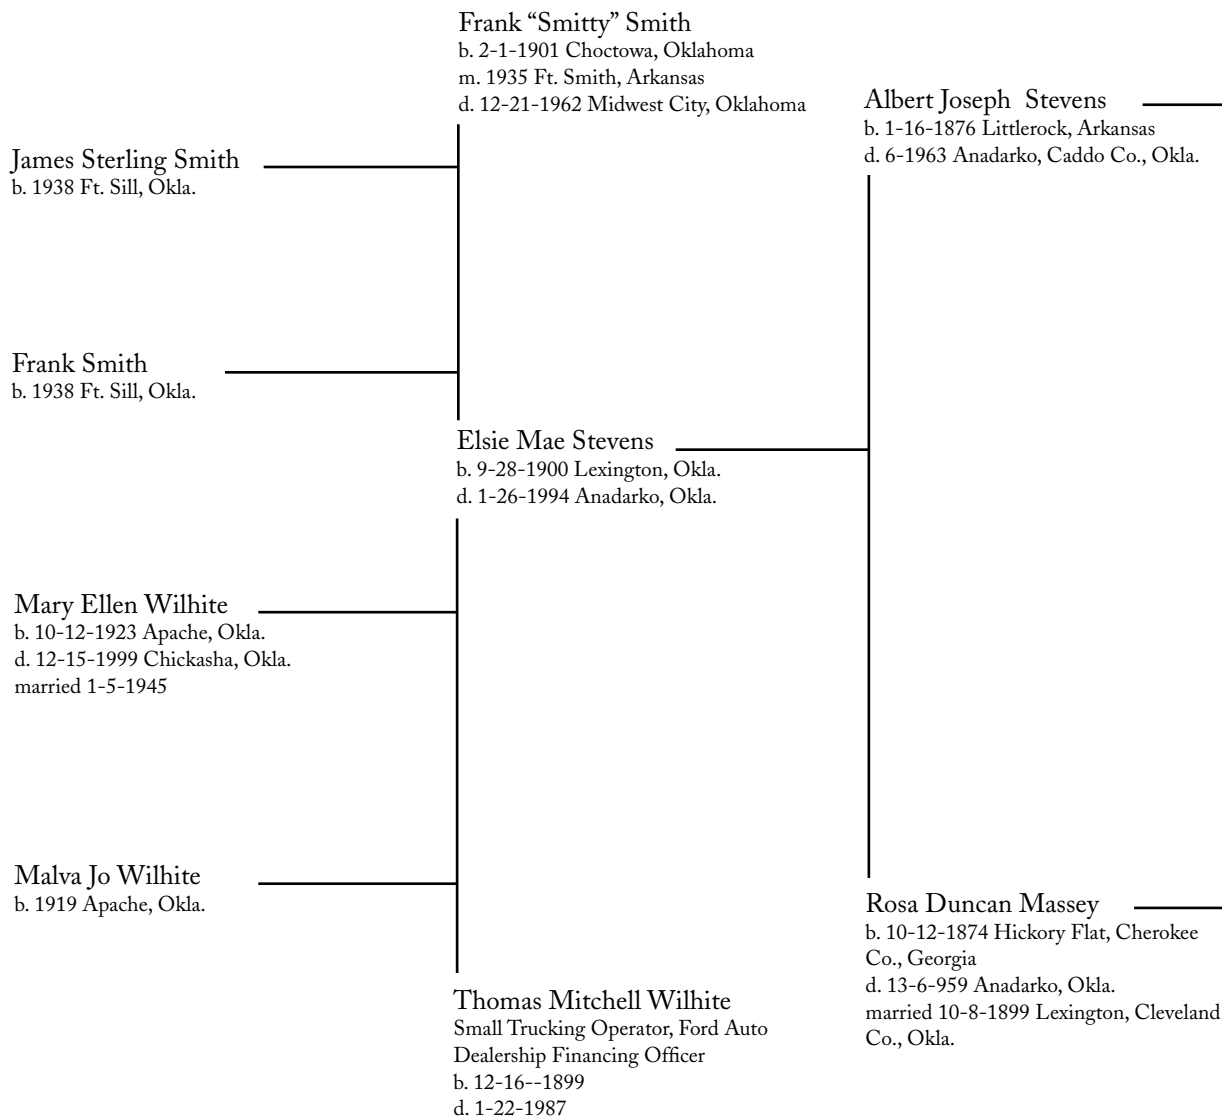 Frank “Smitty” Smith
b. 2-1-1901 Choctowa, Oklahoma
m. 1935 Ft. Smith, Arkansas
d. 12-21-1962 Midwest City, Oklahoma
James Sterling Smith
b. 1938 Ft. Sill, Okla.
Frank Smith
b. 1938 Ft. Sill, Okla.
Elsie Mae Stevens
b. 9-28-1900 Lexington, Okla.
d. 1-26-1994 Anadarko, Okla.
Mary Ellen Wilhite
b. 10-12-1923 Apache, Okla.
d. 12-15-1999 Chickasha, Okla.
married 1-5-1945
Malva Jo Wilhite
b. 1919 Apache, Okla.
Thomas Mitchell Wilhite
Small Trucking Operator, Ford Auto
Dealership Financing Officer
b. 12-16--1899
d. 1-22-1987
Albert Joseph  Stevens
b. 1-16-1876 Littlerock, Arkansas
d. 6-1963 Anadarko, Caddo Co., Okla.
Rosa Duncan Massey
b. 10-12-1874 Hickory Flat, Cherokee
Co., Georgia
d. 13-6-959 Anadarko, Okla.
married 10-8-1899 Lexington, Cleveland
Co., Okla.